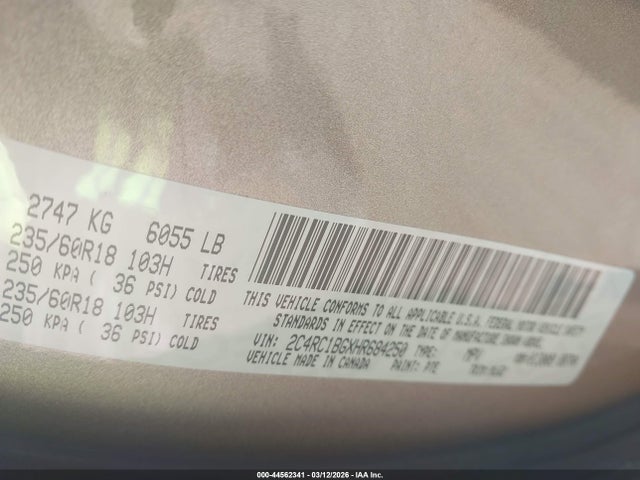 2747 KG 6055 LB
235/60R18 103H TIRES
250 KPA ( 36 PSI) COLD
235/60R18 103H TIRES
250 KPA ( 36 PSI) COLD
THIS VEHICLE CONFORMS TO ALL APPLICABLE U.S.A. FEDERAL MOTOR VEHICLE SAFETY
STANDARDS IN EFFECT ON THE DATE OF MANUFACTURE SHOWN ABOVE.
VIN: 2C4RC1BGXHR684250 TYPE: MPV
VEHICLE MADE IN CANADA PAINT: PTE
000-44562341 - 03/12/2026 - IAA Inc.